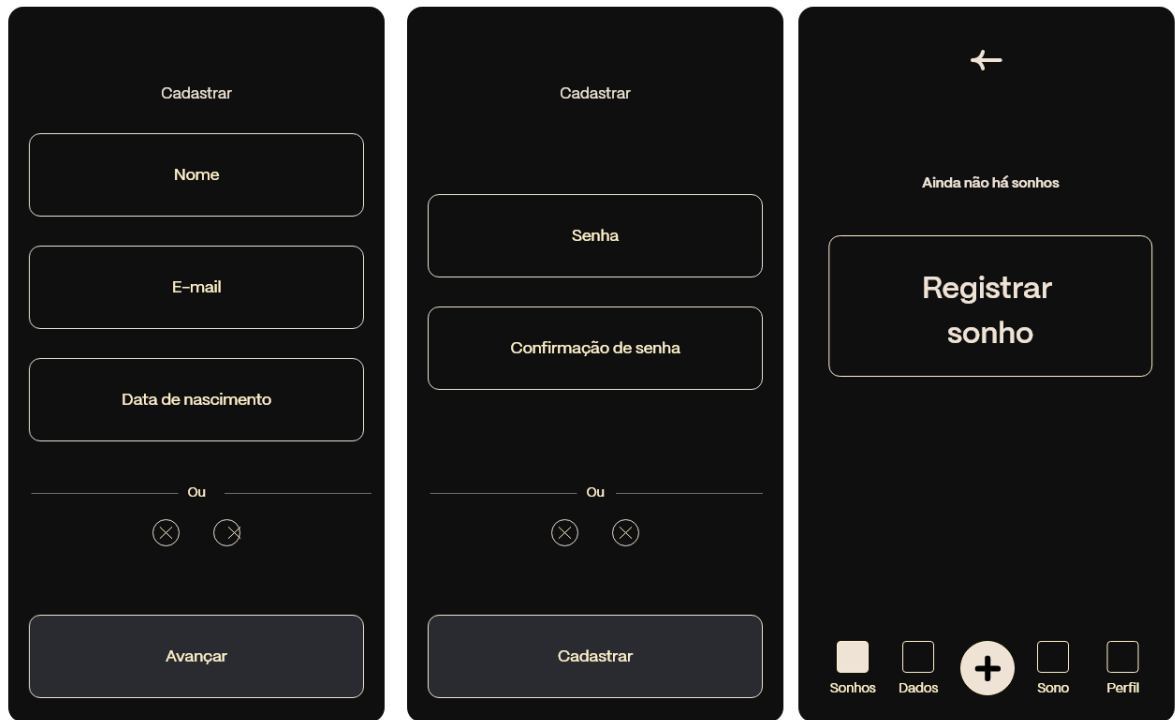 Cadastrar
Nome
E-mail
Data de nascimento
Ou
Avançar
Cadastrar
Senha
Confirmação de senha
Ou
Cadastrar
Ainda não há sonhos
Registrar
sonho
Sonhos Dados Sono Perfil